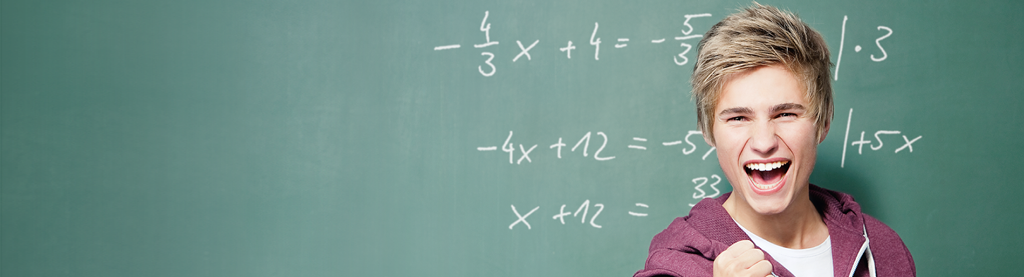 - 4/3 x + 4 = - 5/3 | · 3
-4x + 12 = -5 | +5x
x + 12 = 33